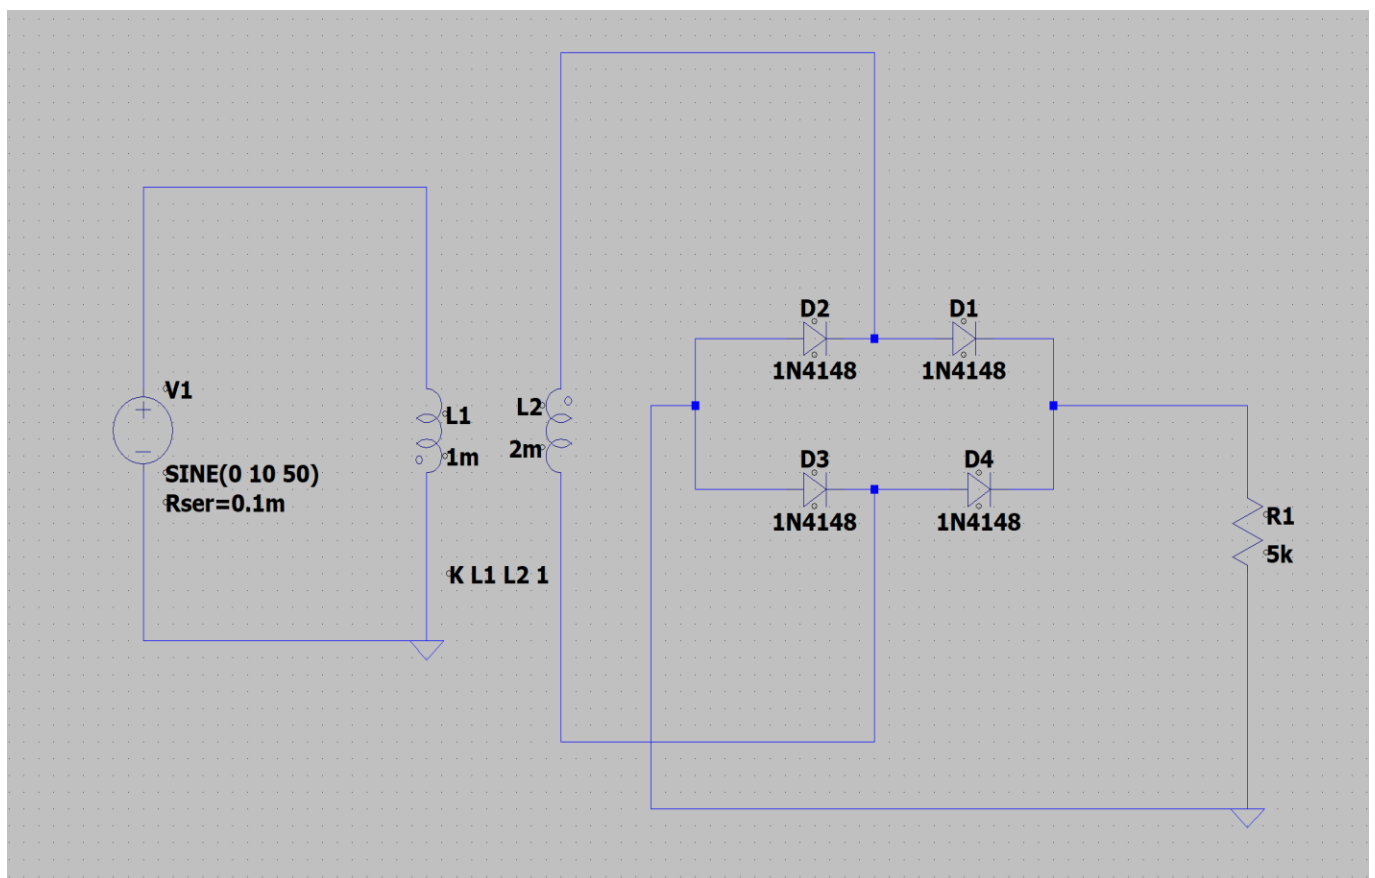 D2
D1
1N4148
1N4148
V1
L1
L2
1m
2m
SINE(0 10 50)
Rser=0.1m
D3
D4
1N4148
1N4148
R1
5k
K L1 L2 1